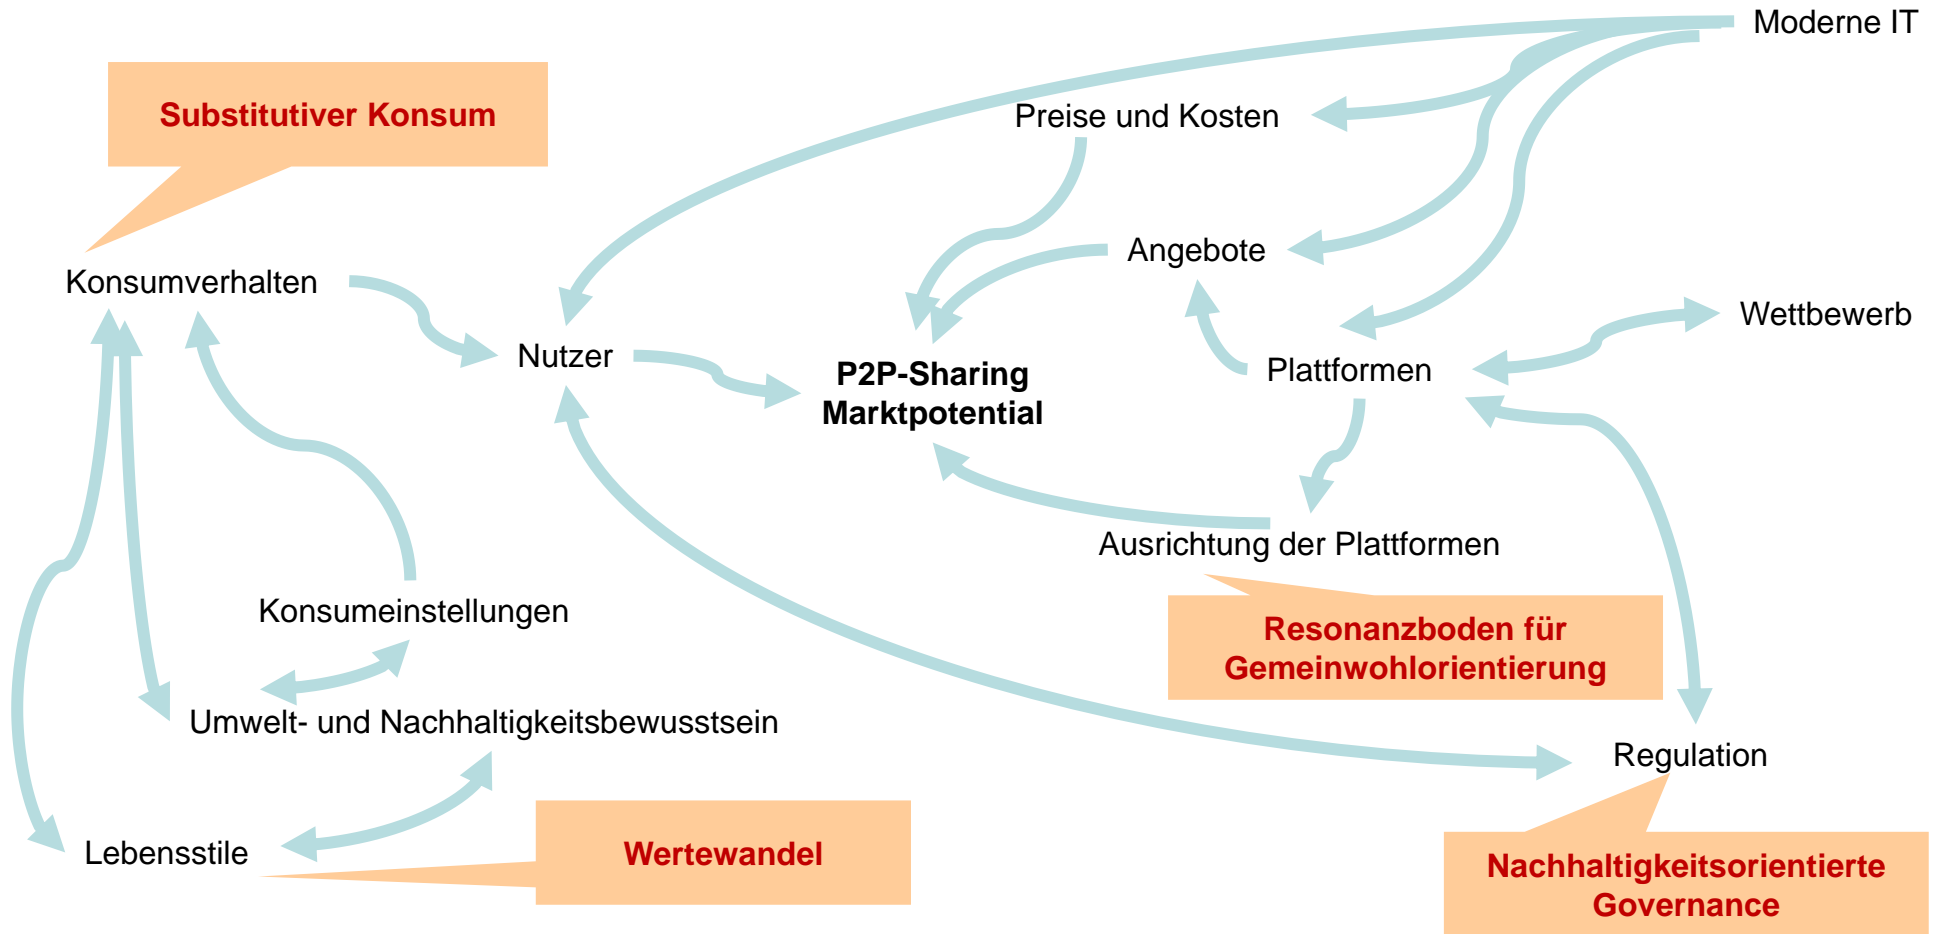 Moderne IT
Substitutiver Konsum
Preise und Kosten
Angebote
Konsumverhalten
Wettbewerb
Nutzer
P2P-Sharing
Marktpotential
Plattformen
Ausrichtung der Plattformen
Konsumeinstellungen
Resonanzboden für
Gemeinwohlorientierung
Umwelt- und Nachhaltigkeitsbewusstsein
Regulation
Lebensstile
Wertewandel
Nachhaltigkeitsorientierte
Governance